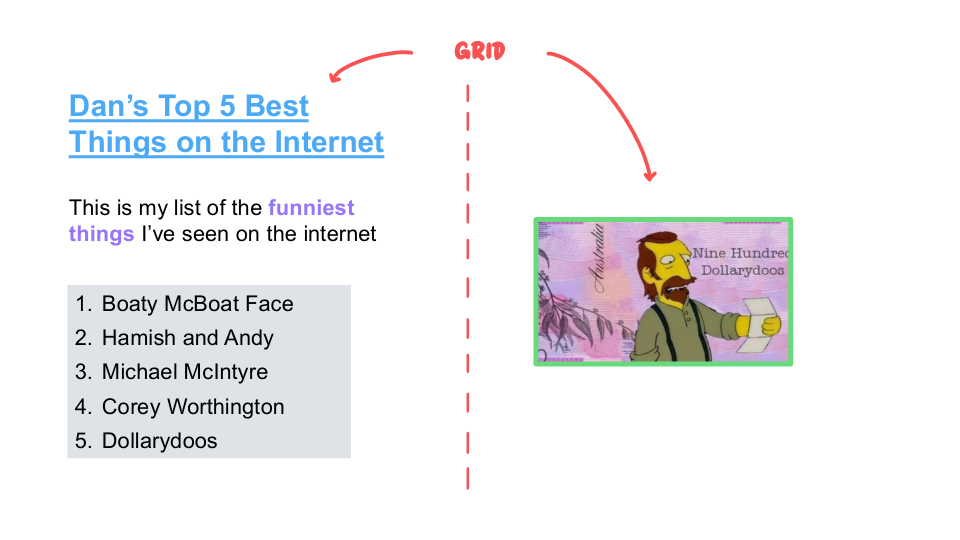 GRID
Dan's Top 5 Best
Things on the Internet
This is my list of the funniest
things I've seen on the internet
1. Boaty McBoat Face
2. Hamish and Andy
3. Michael McIntyre
4. Corey Worthington
5. Dollarydoos
Australia
Nine Hundred
Dollarydoos